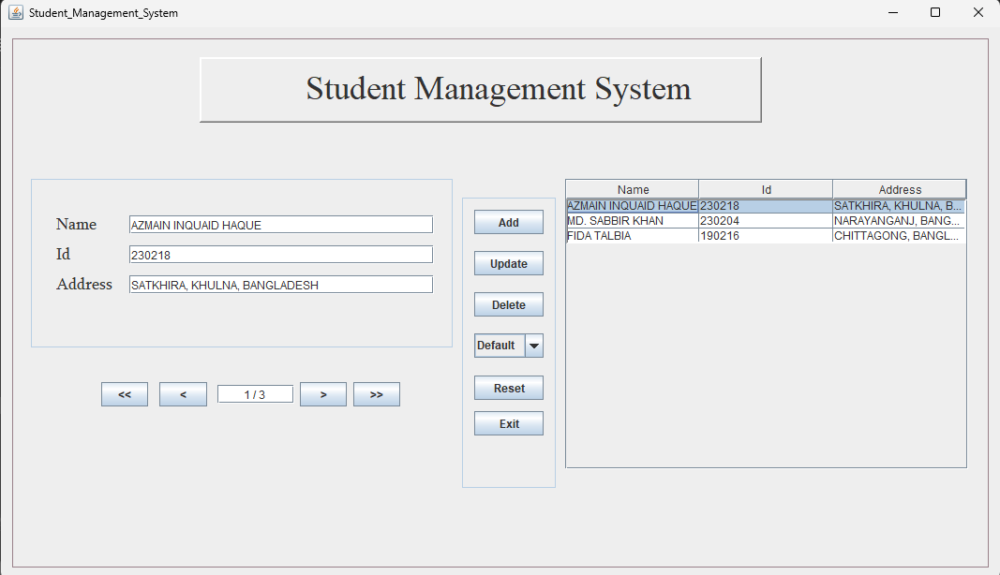 Student_Management_System
Student Management System
Name AZMAIN INQUAID HAQUE
Id 230218
Address SATKHIRA, KHULNA, BANGLADESH
<< < 1 / 3 > >>
Add
Update
Delete
Default
Reset
Exit
Name Id Address
AZMAIN INQUAID HAQUE 230218 SATKHIRA, KHULNA, B...
MD. SABBIR KHAN 230204 NARAYANGANJ, BANG...
FIDA TALBIA 190216 CHITTAGONG, BANGL...